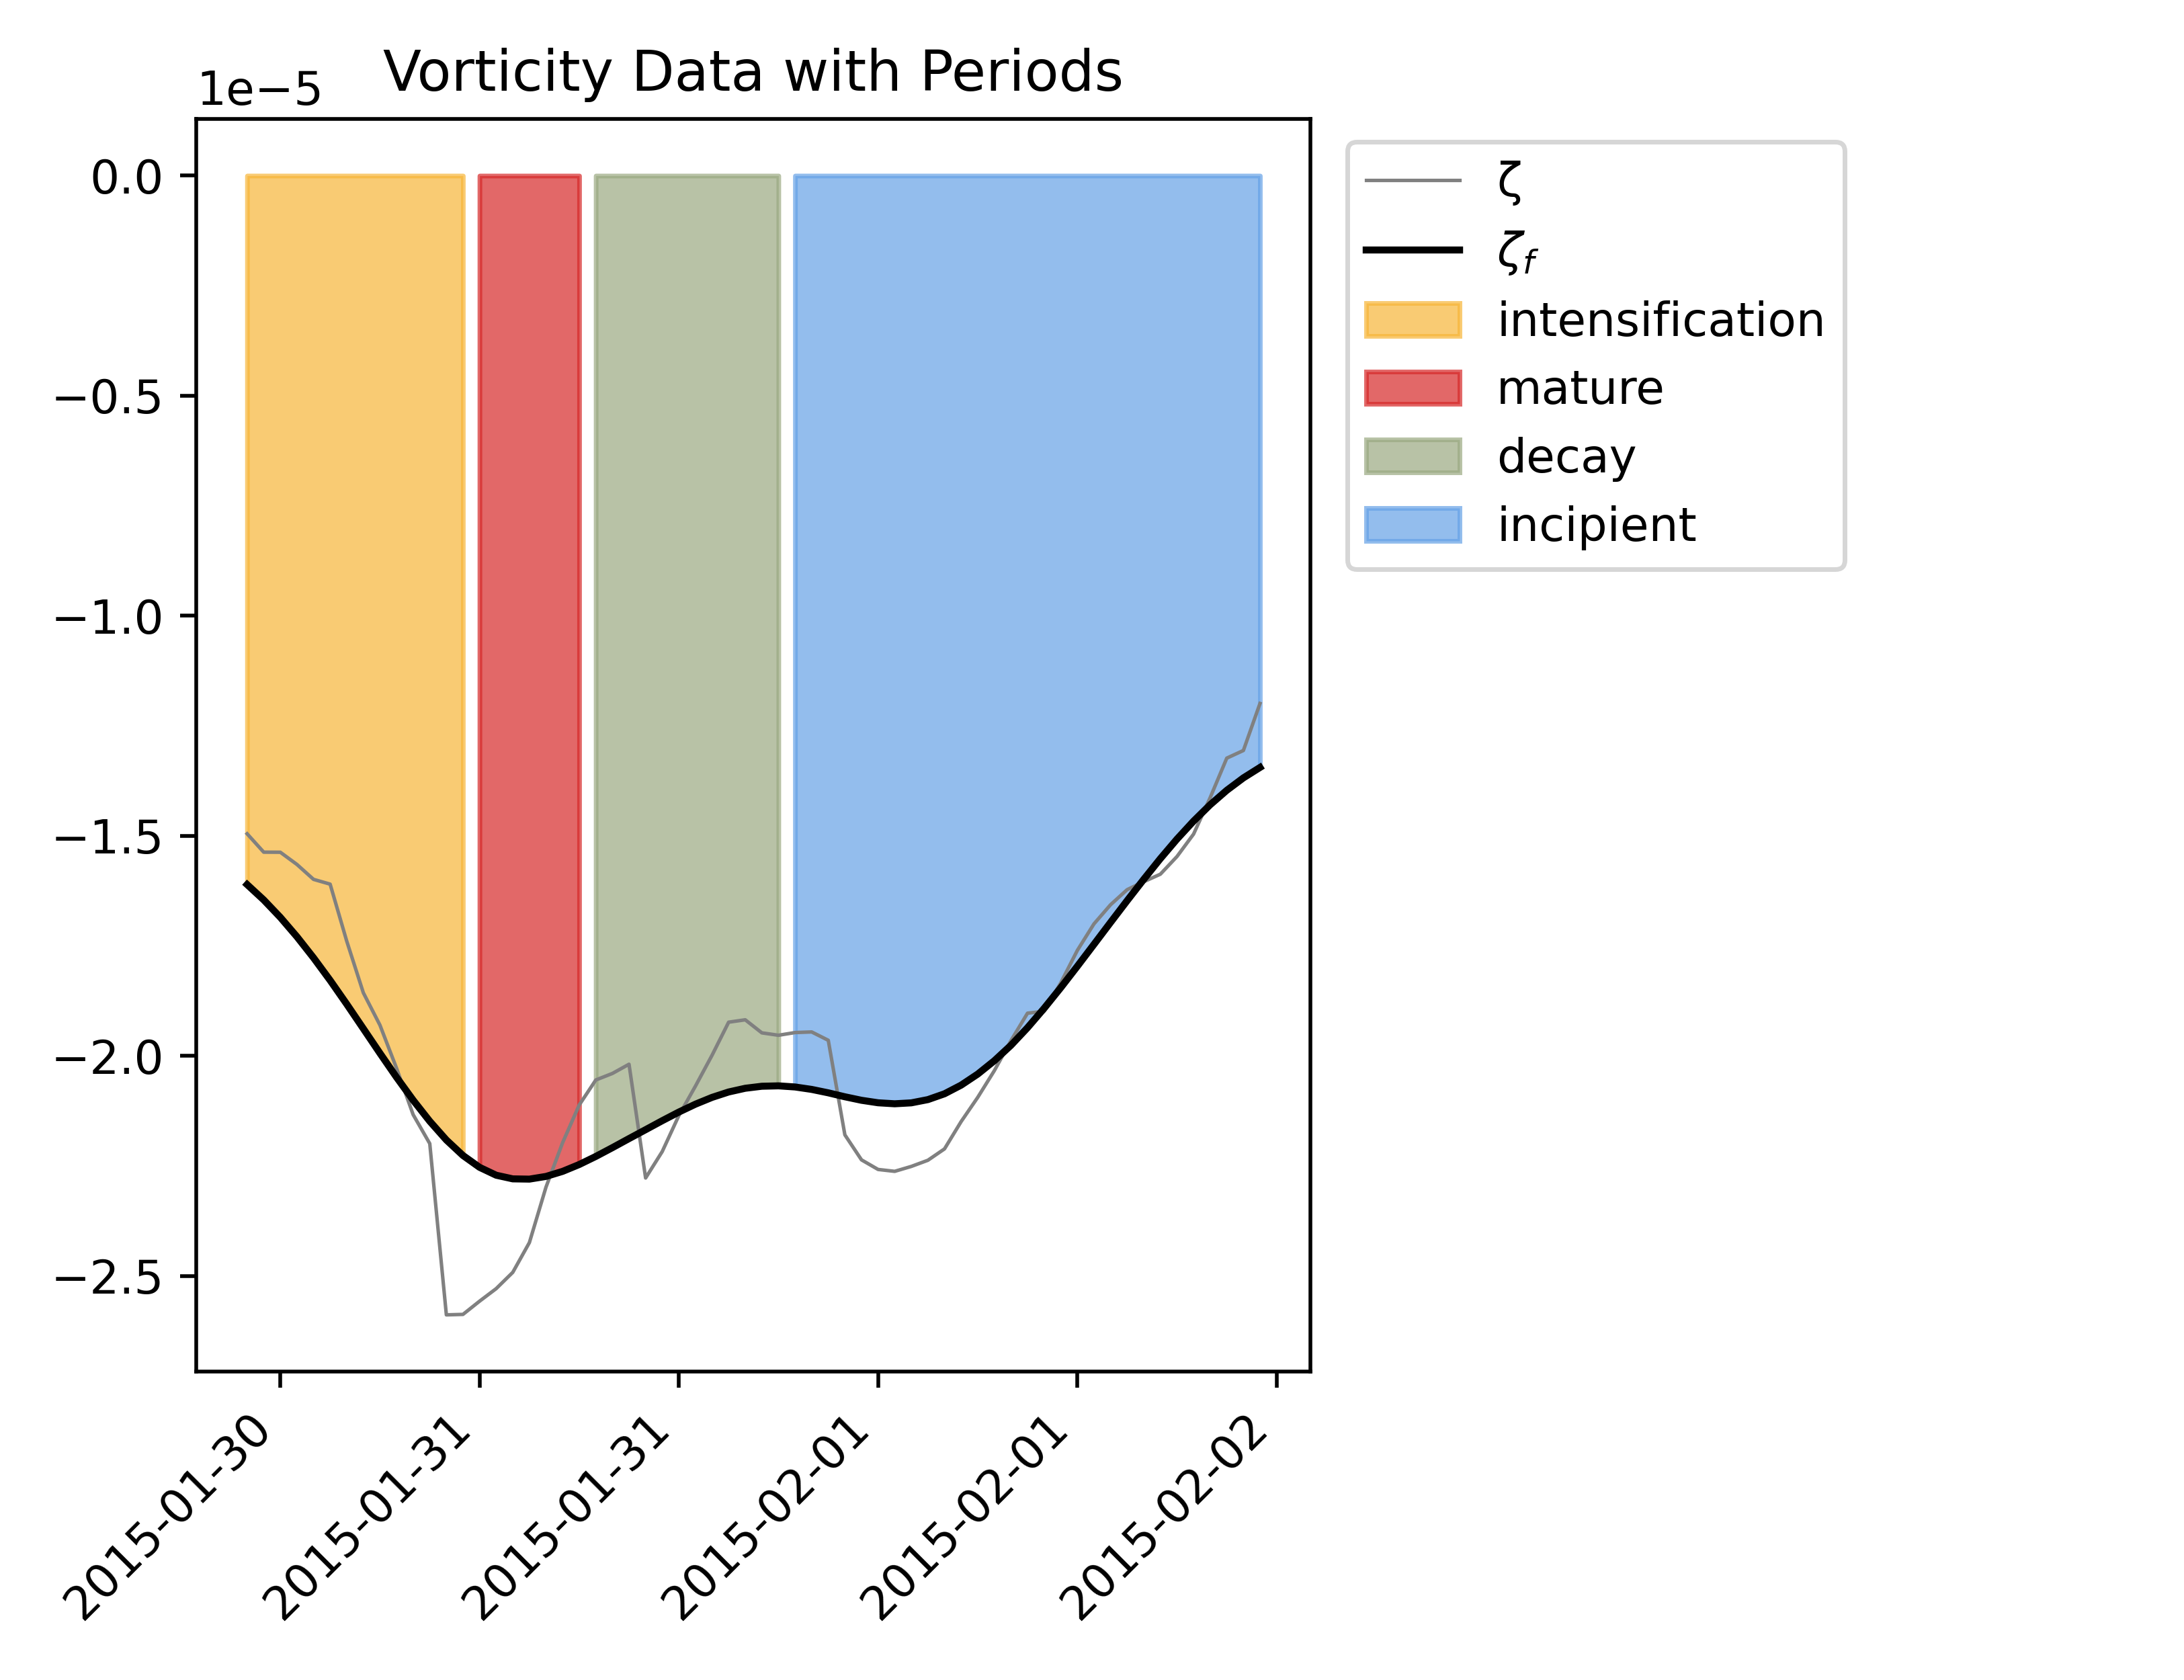 Vorticity Data with Periods
1e−5
0.0
−0.5
−1.0
−1.5
−2.0
−2.5
2015-01-30
2015-01-31
2015-01-31
2015-02-01
2015-02-01
2015-02-02
ζ
ζf
intensification
mature
decay
incipient